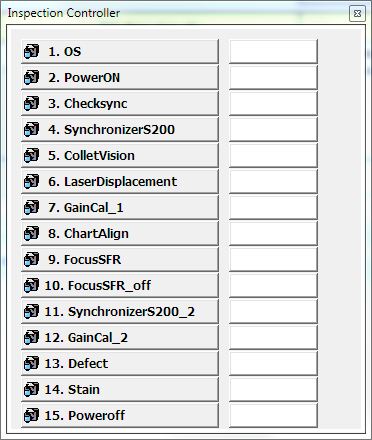 Inspection Controller
1. OS
2. PowerON
3. Checksync
4. SynchronizerS200
5. ColletVision
6. LaserDisplacement
7. GainCal_1
8. ChartAlign
9. FocusSFR
10. FocusSFR_off
11. SynchronizerS200_2
12. GainCal_2
13. Defect
14. Stain
15. Poweroff